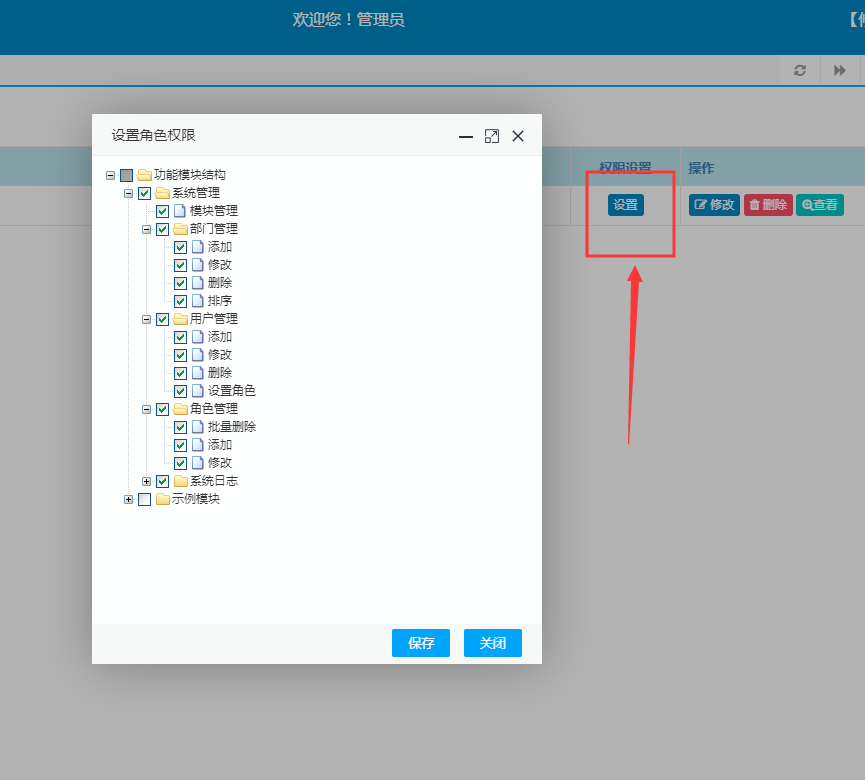 欢迎您！管理员
【修
设置角色权限
权限设置
操作
设置
修改
删除
查看
功能模块结构
系统管理
模块管理
部门管理
添加
修改
删除
排序
用户管理
添加
修改
删除
设置角色
角色管理
批量删除
添加
修改
系统日志
示例模块
保存
关闭